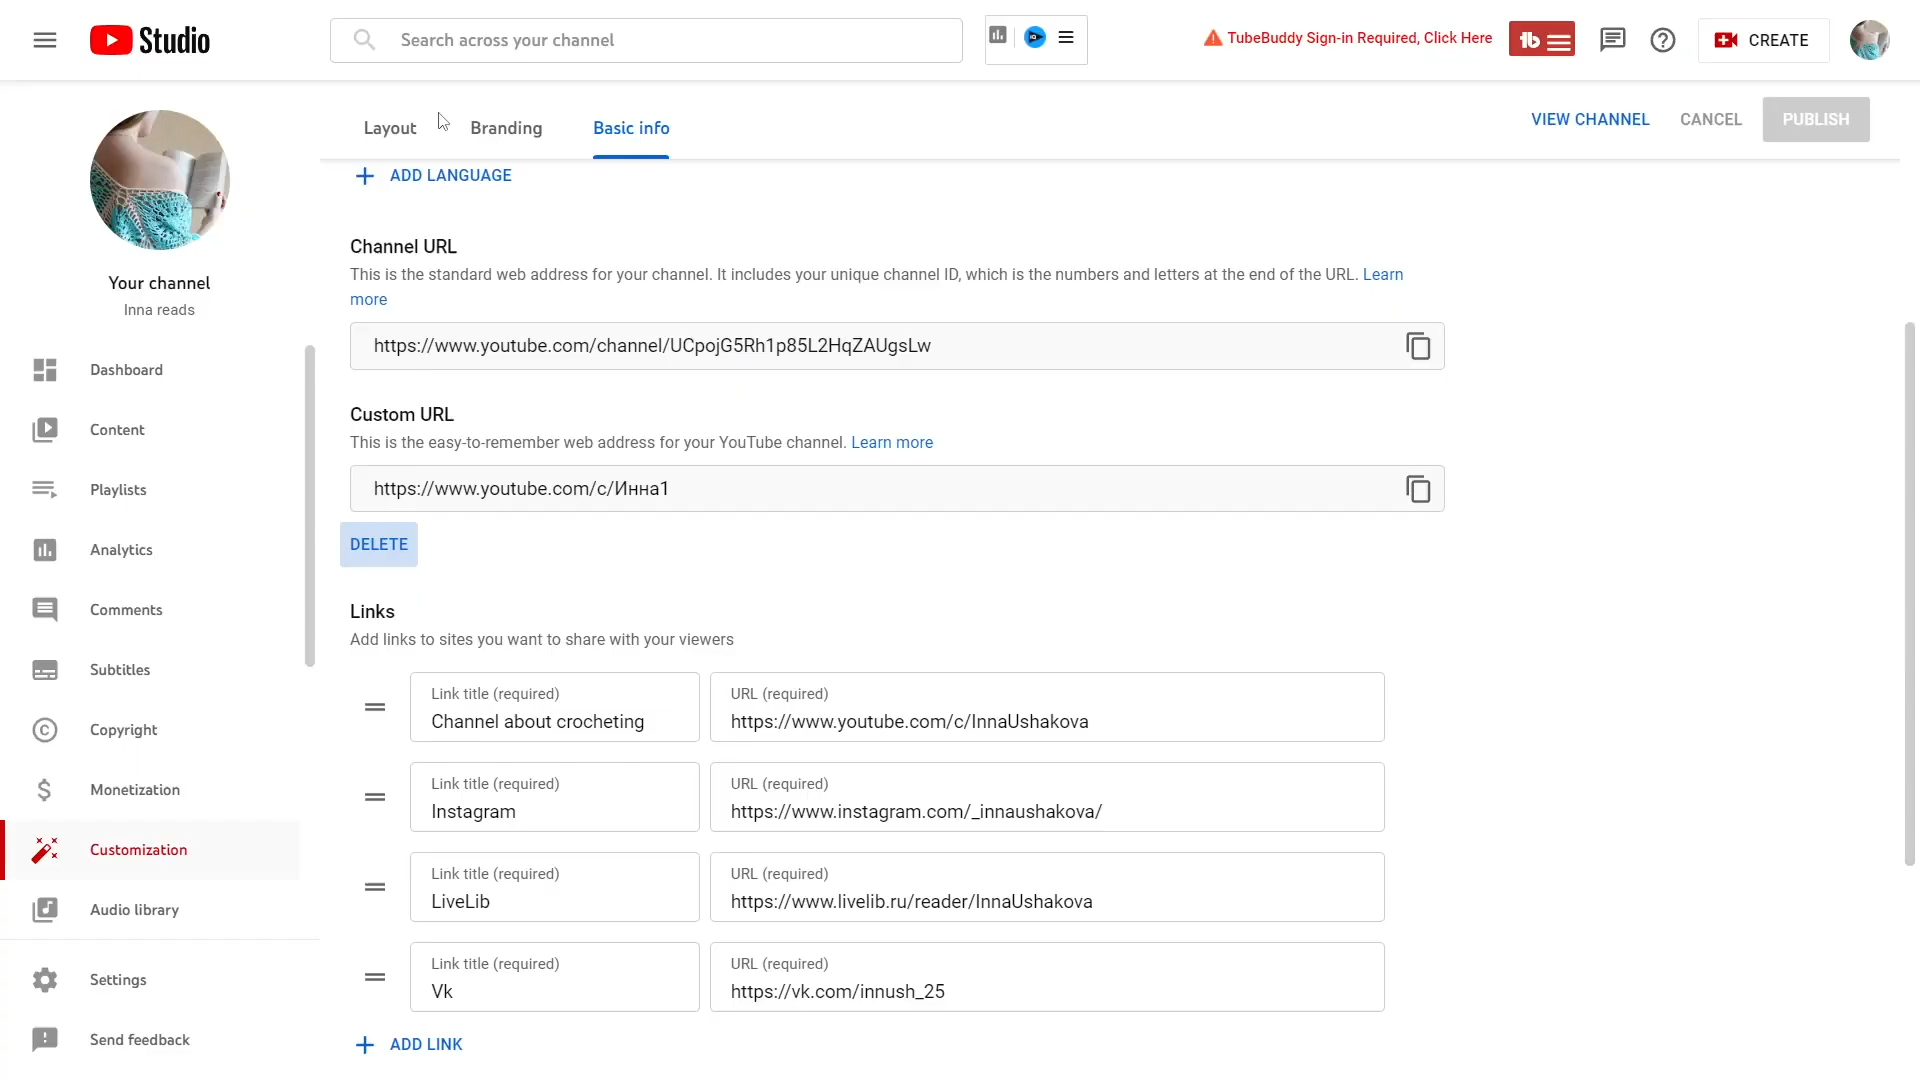 Studio
Search across your channel
TubeBuddy Sign-in Required, Click Here
tb
CREATE
Layout
Branding
Basic info
VIEW CHANNEL
CANCEL
PUBLISH
ADD LANGUAGE
Your channel
Inna reads
Dashboard
Content
Playlists
Analytics
Comments
Subtitles
Copyright
Monetization
Customization
Audio library
Settings
Send feedback
Channel URL
This is the standard web address for your channel. It includes your unique channel ID, which is the numbers and letters at the end of the URL. Learn
more
https://www.youtube.com/channel/UCpojG5Rh1p85L2HqZAUgsLw
Custom URL
This is the easy-to-remember web address for your YouTube channel. Learn more
https://www.youtube.com/c/Инна1
DELETE
Links
Add links to sites you want to share with your viewers
Link title (required)
Channel about crocheting
URL (required)
https://www.youtube.com/c/InnaUshakova
Link title (required)
Instagram
URL (required)
https://www.instagram.com/_innaushakova/
Link title (required)
LiveLib
URL (required)
https://www.livelib.ru/reader/InnaUshakova
Link title (required)
Vk
URL (required)
https://vk.com/innush_25
ADD LINK